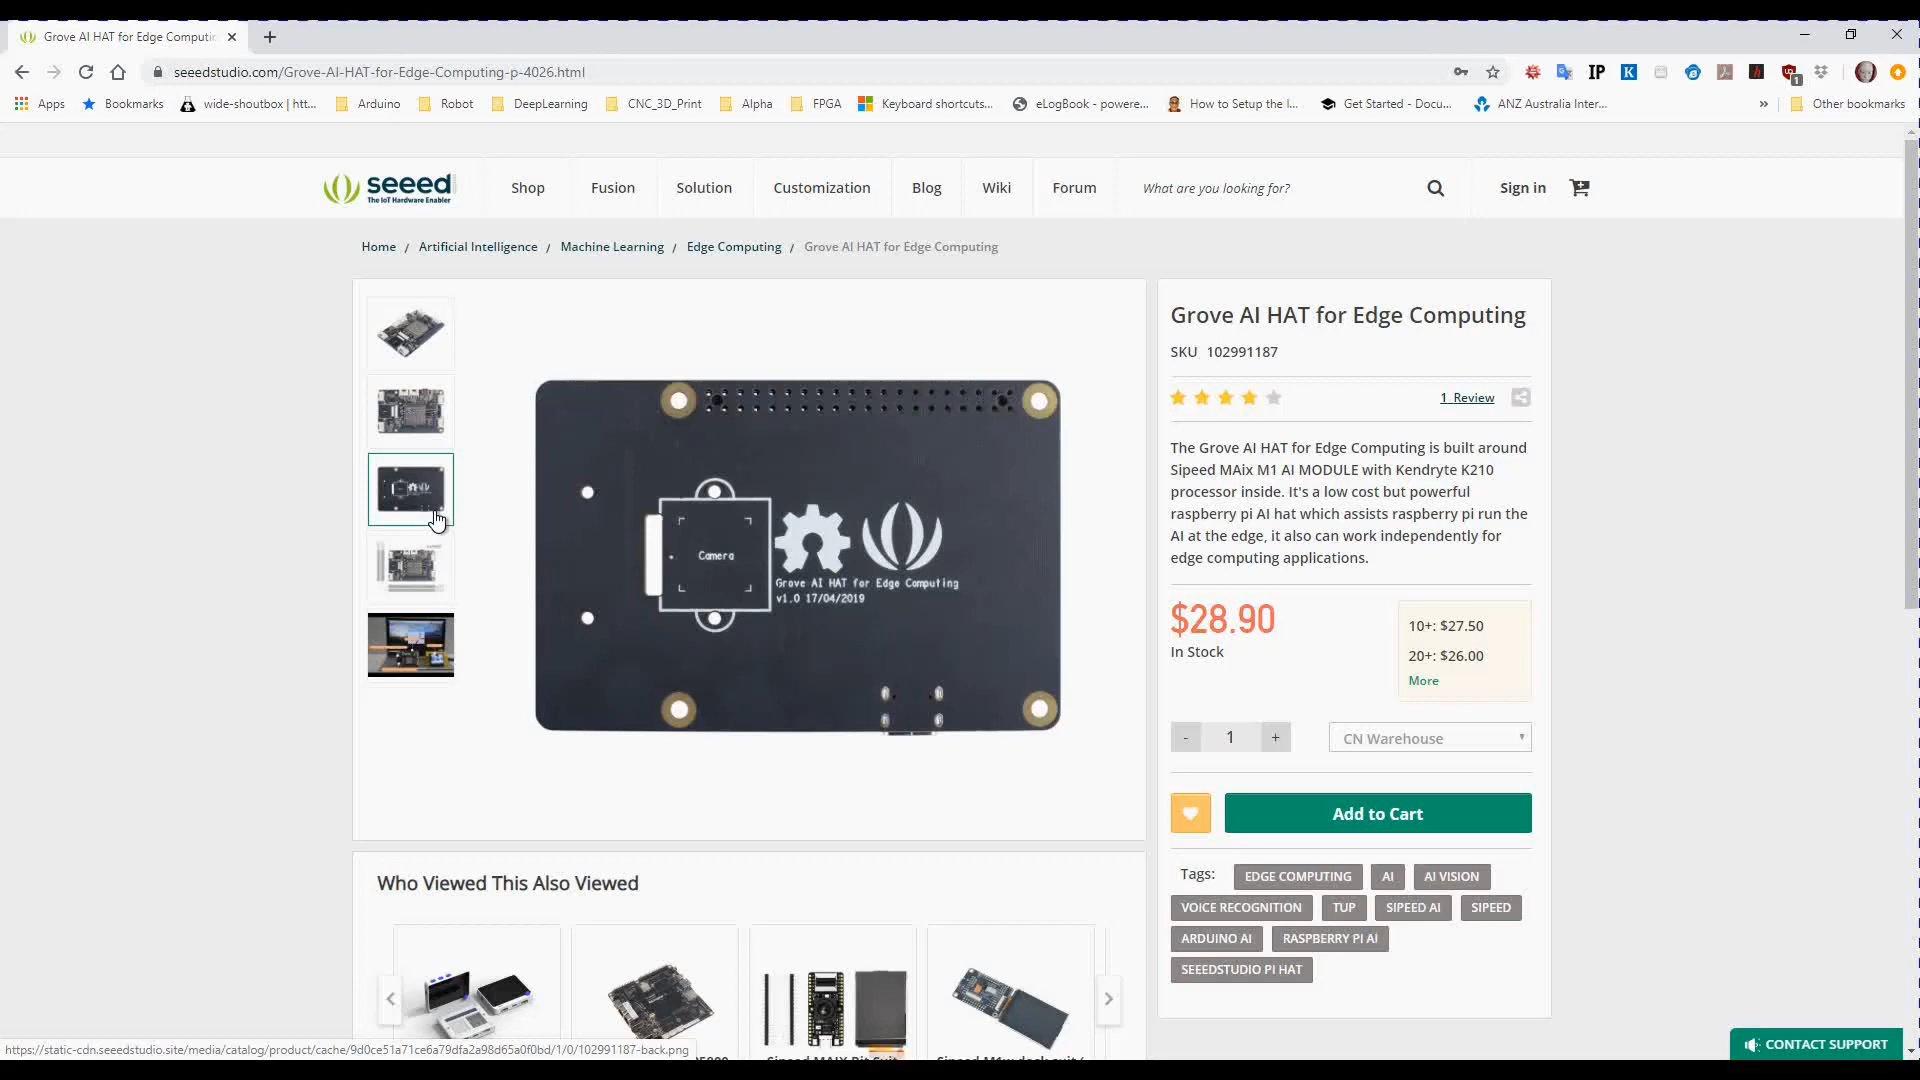 Grove AI HAT for Edge Computin
seeedstudio.com/Grove-AI-HAT-for-Edge-Computing-p-4026.html
IP
K
1
Apps
Bookmarks
wide-shoutbox | htt...
Arduino
Robot
DeepLearning
CNC_3D_Print
Alpha
FPGA
Keyboard shortcuts...
eLogBook - powere...
How to Setup the I...
Get Started - Docu...
ANZ Australia Inter...
»
Other bookmarks
seeed
The IoT Hardware Enabler
Shop
Fusion
Solution
Customization
Blog
Wiki
Forum
What are you looking for?
Sign in
Home / Artificial Intelligence / Machine Learning / Edge Computing / Grove AI HAT for Edge Computing
Camera
Grove AI HAT for Edge Computing
v1.0 17/04/2019
Grove AI HAT for Edge Computing
SKU 102991187
1 Review
The Grove AI HAT for Edge Computing is built around
Sipeed MAix M1 AI MODULE with Kendryte K210
processor inside. It's a low cost but powerful
raspberry pi AI hat which assists raspberry pi run the
AI at the edge, it also can work independently for
edge computing applications.
$28.90
In Stock
10+: $27.50
20+: $26.00
More
- 1 +
CN Warehouse
Add to Cart
Tags: EDGE COMPUTING AI AI VISION
VOICE RECOGNITION TUP SIPEED AI SIPEED
ARDUINO AI RASPBERRY PI AI
SEEEDSTUDIO PI HAT
Who Viewed This Also Viewed
https://static-cdn.seeedstudio.site/media/catalog/product/cache/9d0ce51a71ce6a79dfa2a98d65a0f0bd/1/0/102991187-back.png
CONTACT SUPPORT